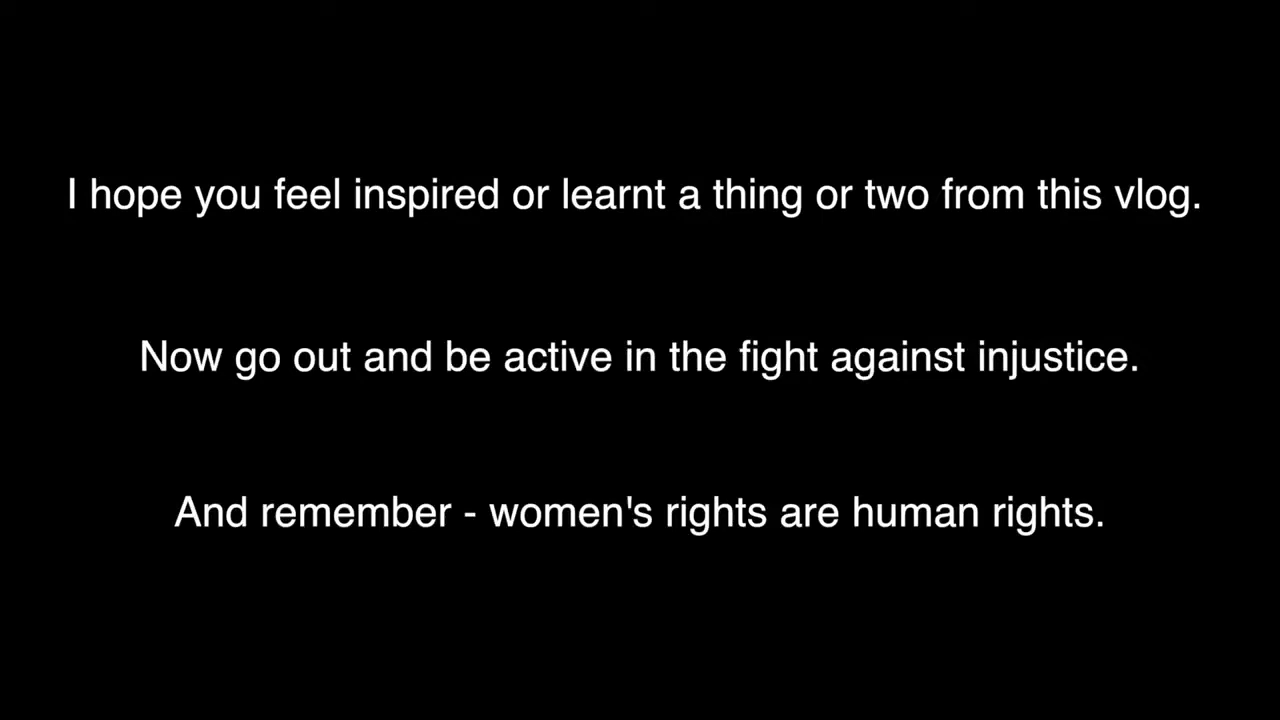 I hope you feel inspired or learnt a thing or two from this vlog.
Now go out and be active in the fight against injustice.
And remember - women's rights are human rights.